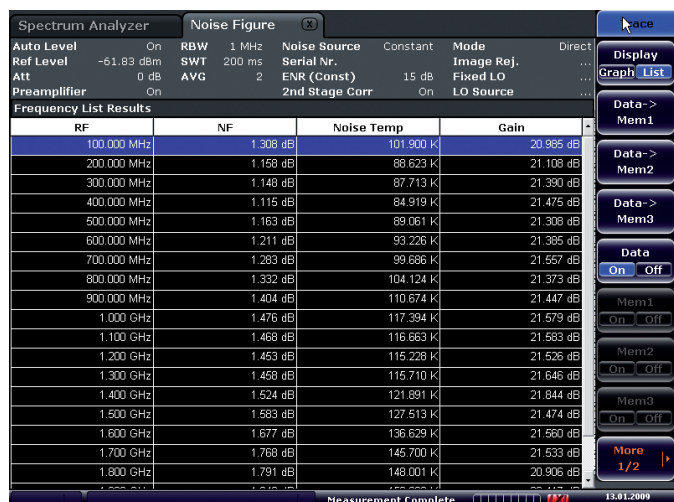 Spectrum Analyzer Noise Figure X
Auto Level On RBW 1 MHz Noise Source Constant Mode Direct
Ref Level -61.83 dBm SWT 200 ms Serial Nr. Image Rej. ...
Att 0 dB AVG 2 ENR (Const) 15 dB Fixed LO ...
Preamplifier On 2nd Stage Corr On LO Source ...
Frequency List Results
RF NF Noise Temp Gain
100.000 MHz 1.308 dB 101.900 K 20.985 dB
200.000 MHz 1.158 dB 88.623 K 21.108 dB
300.000 MHz 1.148 dB 87.713 K 21.390 dB
400.000 MHz 1.115 dB 84.919 K 21.475 dB
500.000 MHz 1.163 dB 89.061 K 21.308 dB
600.000 MHz 1.211 dB 93.226 K 21.385 dB
700.000 MHz 1.283 dB 99.686 K 21.557 dB
800.000 MHz 1.332 dB 104.124 K 21.373 dB
900.000 MHz 1.404 dB 110.674 K 21.447 dB
1.000 GHz 1.476 dB 117.394 K 21.579 dB
1.100 GHz 1.468 dB 116.663 K 21.583 dB
1.200 GHz 1.453 dB 115.228 K 21.526 dB
1.300 GHz 1.458 dB 115.710 K 21.646 dB
1.400 GHz 1.524 dB 121.891 K 21.844 dB
1.500 GHz 1.583 dB 127.513 K 21.474 dB
1.600 GHz 1.677 dB 136.629 K 21.560 dB
1.700 GHz 1.768 dB 145.700 K 21.533 dB
1.800 GHz 1.791 dB 148.001 K 20.906 dB
Measurement Complete
13.01.2009
Display
Graph List
Data->
Mem1
Data->
Mem2
Data->
Mem3
Data
On Off
Mem1
On Off
Mem2
On Off
Mem3
On Off
More
1/2